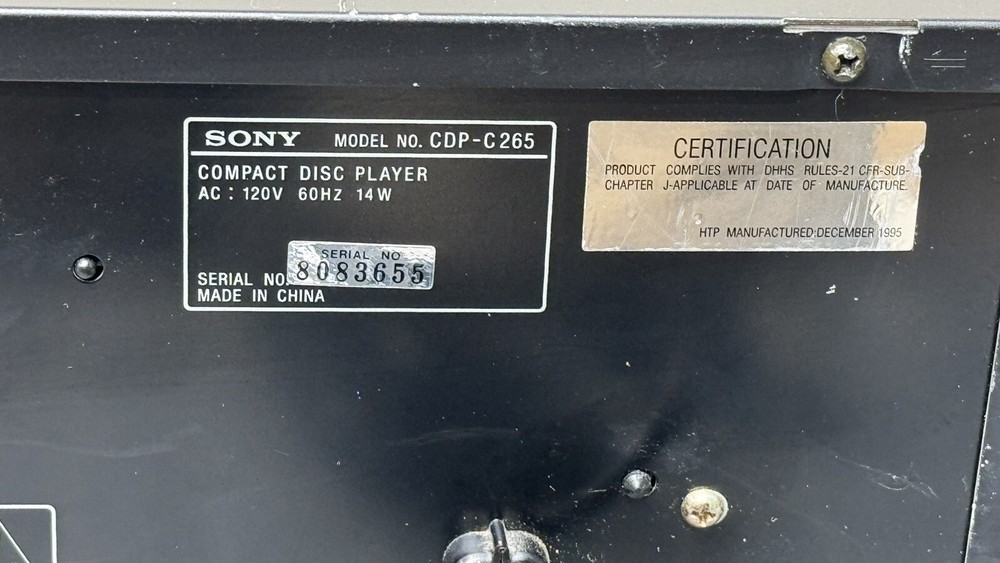 SONY MODEL NO. CDP-C265
COMPACT DISC PLAYER
AC : 120V 60HZ 14W
SERIAL NO
SERIAL NO. 8083655
MADE IN CHINA
CERTIFICATION
PRODUCT COMPLIES WITH DHHS RULES-21 CFR-SUB-
CHAPTER J-APPLICABLE AT DATE OF MANUFACTURE.
HTP MANUFACTURED:DECEMBER 1995